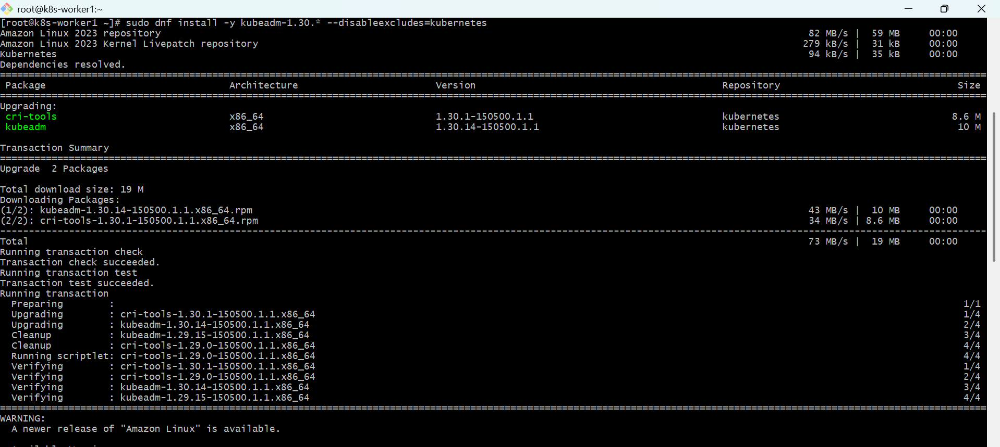 root@k8s-worker1:~
[root@k8s-worker1 ~]# sudo dnf install -y kubeadm-1.30.* --disableexcludes=kubernetes
Amazon Linux 2023 repository 82 MB/s | 59 MB 00:00
Amazon Linux 2023 Kernel Livepatch repository 279 kB/s | 31 kB 00:00
Kubernetes 94 kB/s | 35 kB 00:00
Dependencies resolved.
Package Architecture Version Repository Size
Upgrading:
cri-tools x86_64 1.30.1-150500.1.1 kubernetes 8.6 M
kubeadm x86_64 1.30.14-150500.1.1 kubernetes 10 M
Transaction Summary
Upgrade 2 Packages
Total download size: 19 M
Downloading Packages:
(1/2): kubeadm-1.30.14-150500.1.1.x86_64.rpm 43 MB/s | 10 MB 00:00
(2/2): cri-tools-1.30.1-150500.1.1.x86_64.rpm 34 MB/s | 8.6 MB 00:00
Total 73 MB/s | 19 MB 00:00
Running transaction check
Transaction check succeeded.
Running transaction test
Transaction test succeeded.
Running transaction
Preparing : 1/1
Upgrading : cri-tools-1.30.1-150500.1.1.x86_64 1/4
Upgrading : kubeadm-1.30.14-150500.1.1.x86_64 2/4
Cleanup : kubeadm-1.29.15-150500.1.1.x86_64 3/4
Cleanup : cri-tools-1.29.0-150500.1.1.x86_64 4/4
Running scriptlet: cri-tools-1.29.0-150500.1.1.x86_64 4/4
Verifying : cri-tools-1.30.1-150500.1.1.x86_64 1/4
Verifying : cri-tools-1.29.0-150500.1.1.x86_64 2/4
Verifying : kubeadm-1.30.14-150500.1.1.x86_64 3/4
Verifying : kubeadm-1.29.15-150500.1.1.x86_64 4/4
WARNING:
A newer release of "Amazon Linux" is available.